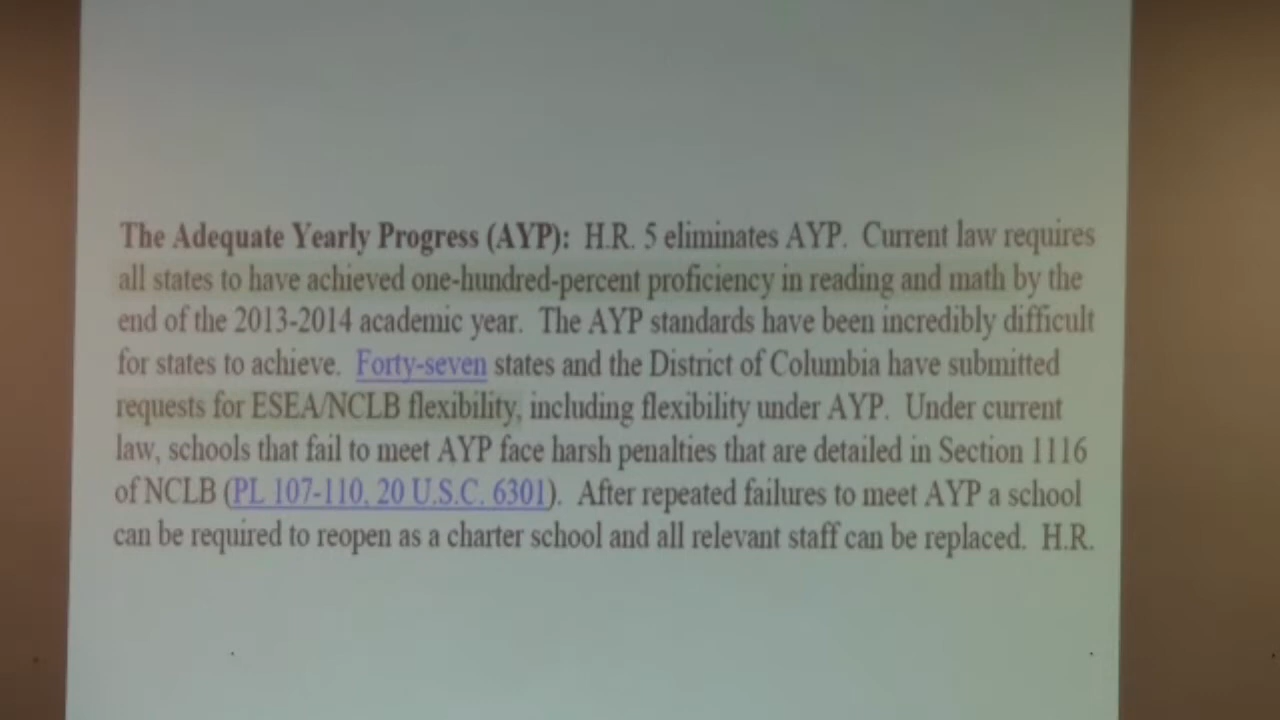 The Adequate Yearly Progress (AYP): H.R. 5 eliminates AYP. Current law requires
all states to have achieved one-hundred-percent proficiency in reading and math by the
end of the 2013-2014 academic year. The AYP standards have been incredibly difficult
for states to achieve. Forty-seven states and the District of Columbia have submitted
requests for ESEA/NCLB flexibility, including flexibility under AYP. Under current
law, schools that fail to meet AYP face harsh penalties that are detailed in Section 1116
of NCLB (PL 107-110, 20 U.S.C. 6301). After repeated failures to meet AYP a school
can be required to reopen as a charter school and all relevant staff can be replaced. H.R.